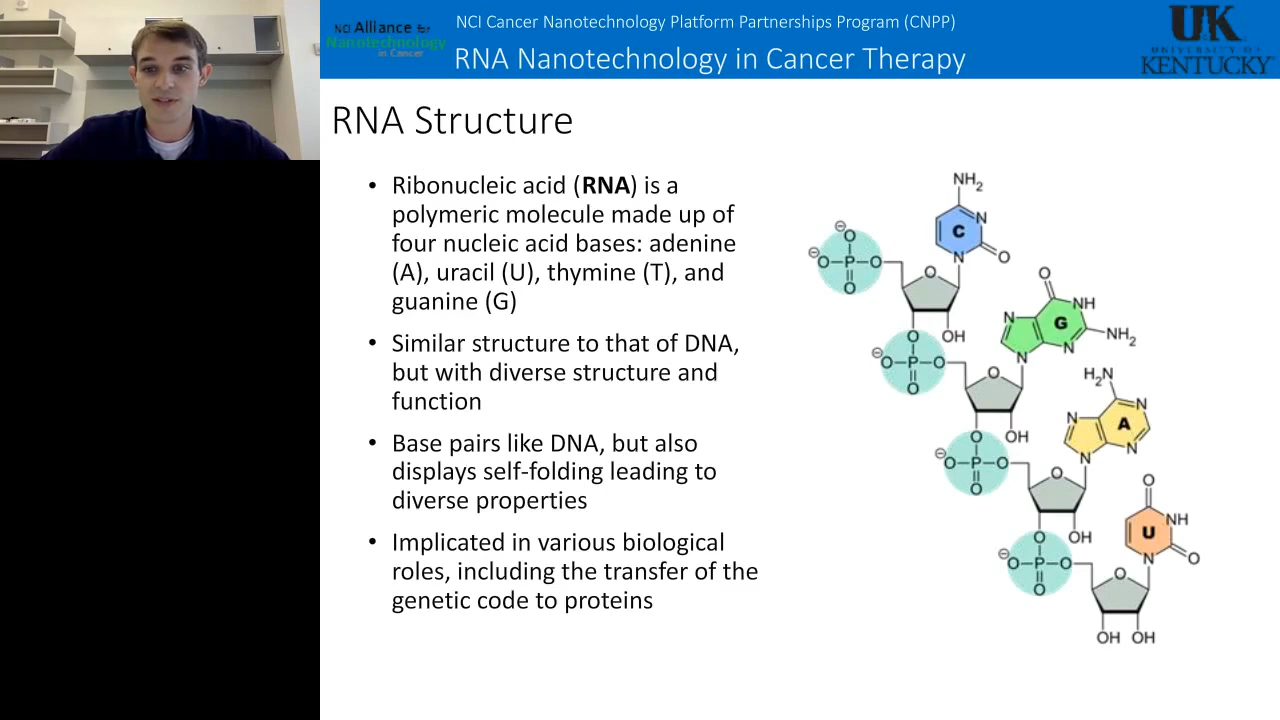 NCI Alliance for
Nanotechnology
in Cancer
NCI Cancer Nanotechnology Platform Partnerships Program (CNPP)
RNA Nanotechnology in Cancer Therapy
UK
UNIVERSITY OF
KENTUCKY
RNA Structure
• Ribonucleic acid (RNA) is a
polymeric molecule made up of
four nucleic acid bases: adenine
(A), uracil (U), thymine (T), and
guanine (G)
• Similar structure to that of DNA,
but with diverse structure and
function
• Base pairs like DNA, but also
displays self-folding leading to
diverse properties
• Implicated in various biological
roles, including the transfer of the
genetic code to proteins
NH₂
N
C
N
O
⊖
O
⊖
O P O
O
O
OH
O
NH
N
G
N
NH₂
N
O
⊖
O P O
O
O
OH
H₂N
N
N
A
N
N
O
⊖
O P O
O
O
OH
O
NH
U
N
O
O
⊖
O P O
O
O
OH OH